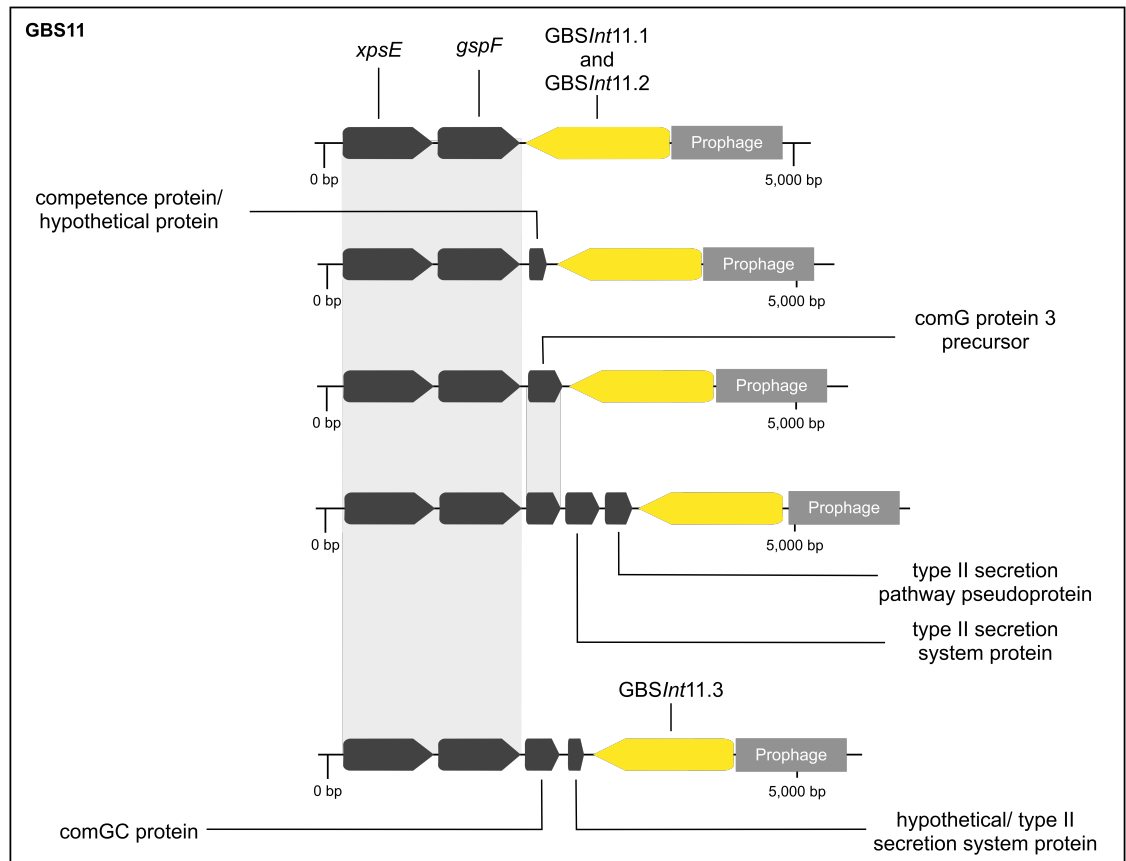 GBS11
xpsE
gspF
GBSInt11.1
and
GBSInt11.2
Prophage
0 bp
5,000 bp
competence protein/
hypothetical protein
Prophage
0 bp
5,000 bp
comG protein 3
precursor
Prophage
0 bp
5,000 bp
Prophage
0 bp
5,000 bp
type II secretion
pathway pseudoprotein
type II secretion
system protein
GBSInt11.3
Prophage
0 bp
5,000 bp
comGC protein
hypothetical/ type II
secretion system protein